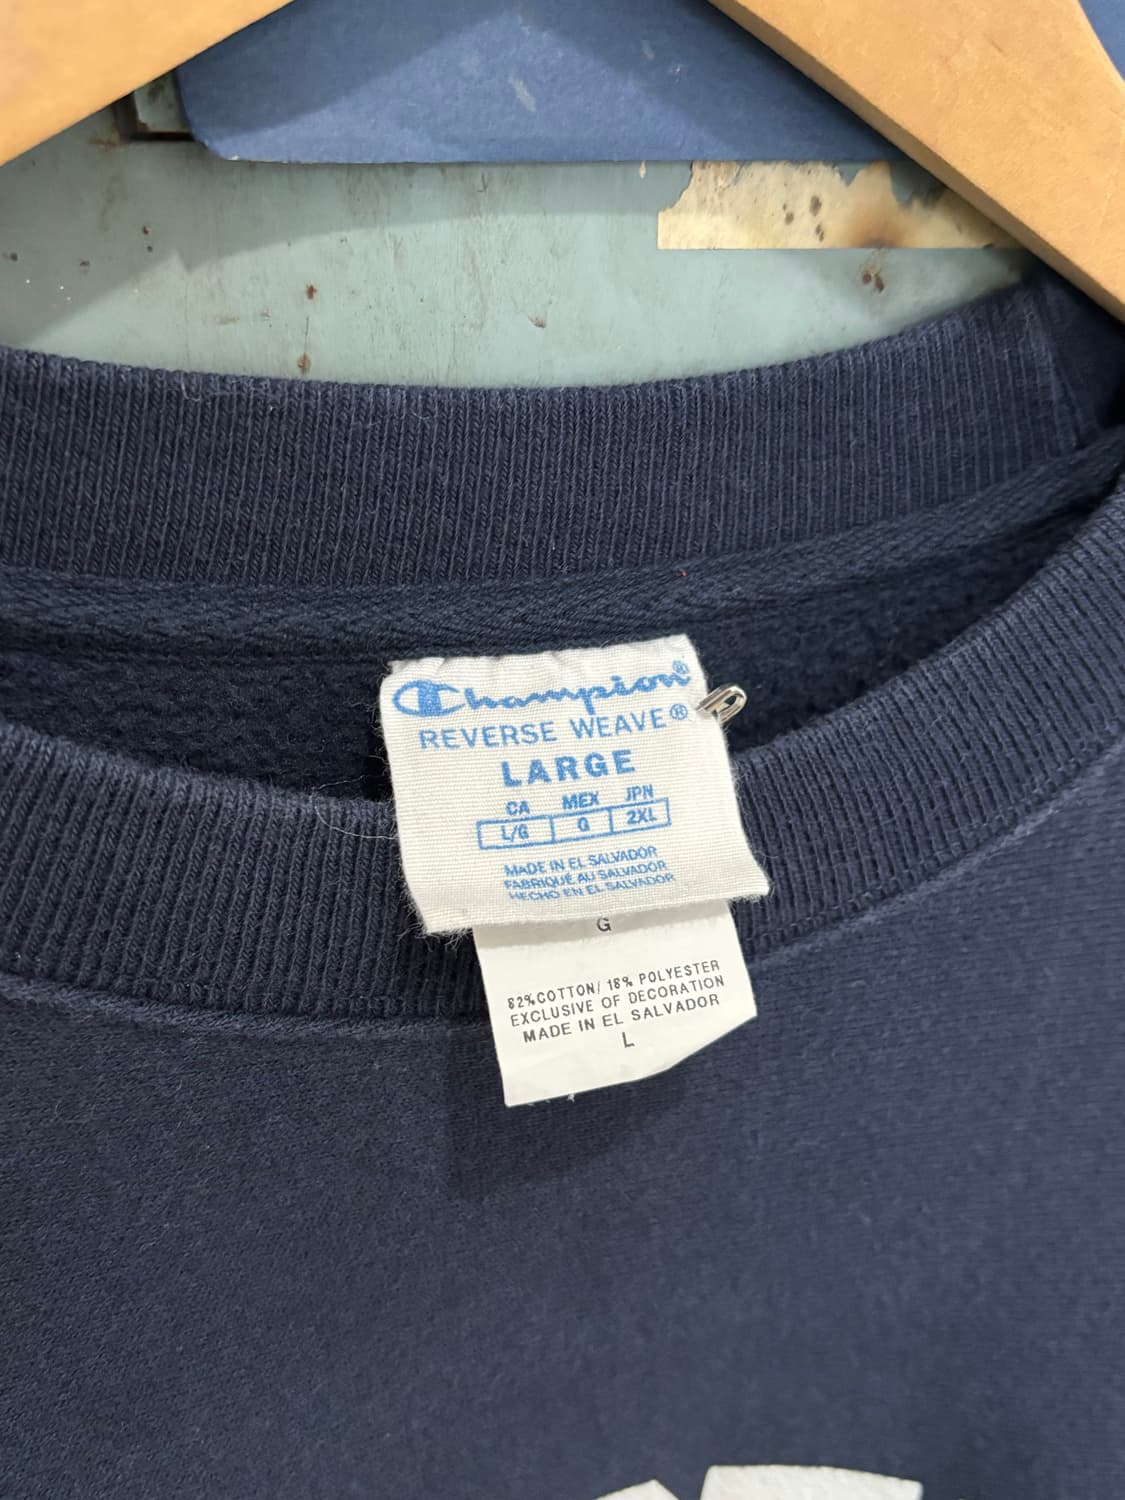 Champion®
REVERSE WEAVE®
LARGE
CA MEX JPN
L/G G 2XL
MADE IN EL SALVADOR
FABRIQUÉ AU SALVADOR
HECHO EN EL SALVADOR
G
82%COTTON/ 18% POLYESTER
EXCLUSIVE OF DECORATION
MADE IN EL SALVADOR
L